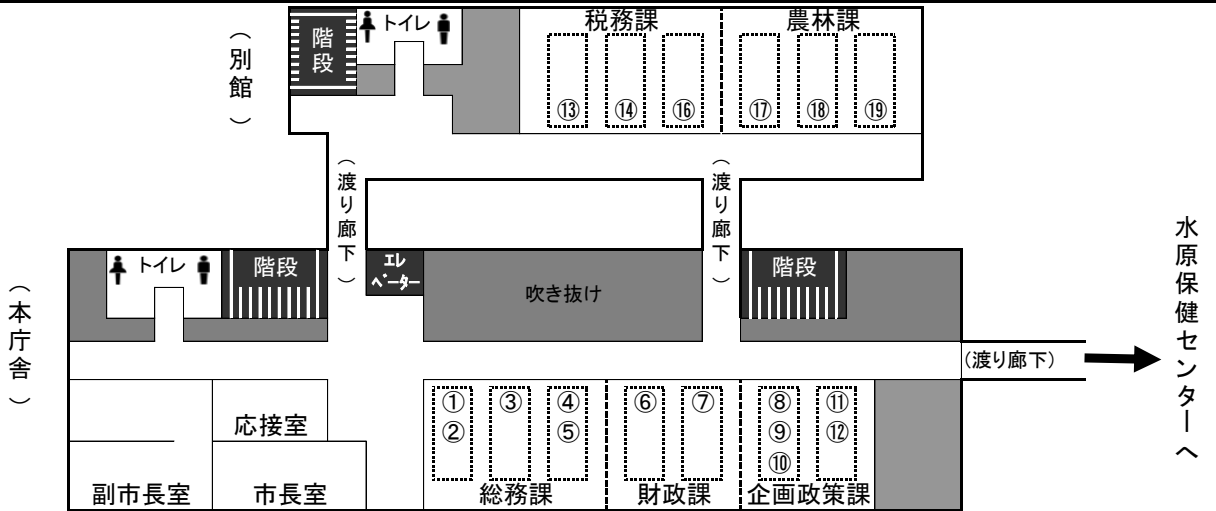 （別館）
階段
トイレ
税務課
農林課
⑬
⑭
⑯
⑰
⑱
⑲
（渡り廊下）
（渡り廊下）
（本庁舎）
トイレ
階段
エレベーター
吹き抜け
階段
（渡り廊下）
水原保健センターへ
応接室
副市長室
市長室
①
②
③
④
⑤
⑥
⑦
⑧
⑨
⑩
⑪
⑫
総務課
財政課
企画政策課